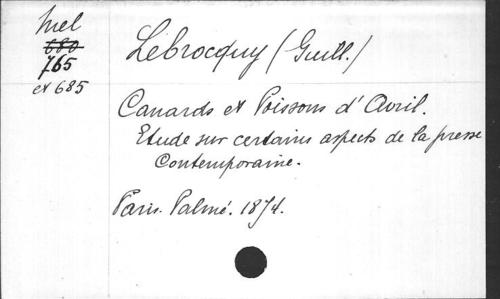 Mel
680
765
et 685
Lebrocquy (Guill.)
Canards et Poissons d'Avril.
Etude sur certains aspects de la presse
Contemporaine.
Paris. Palmé. 1874.